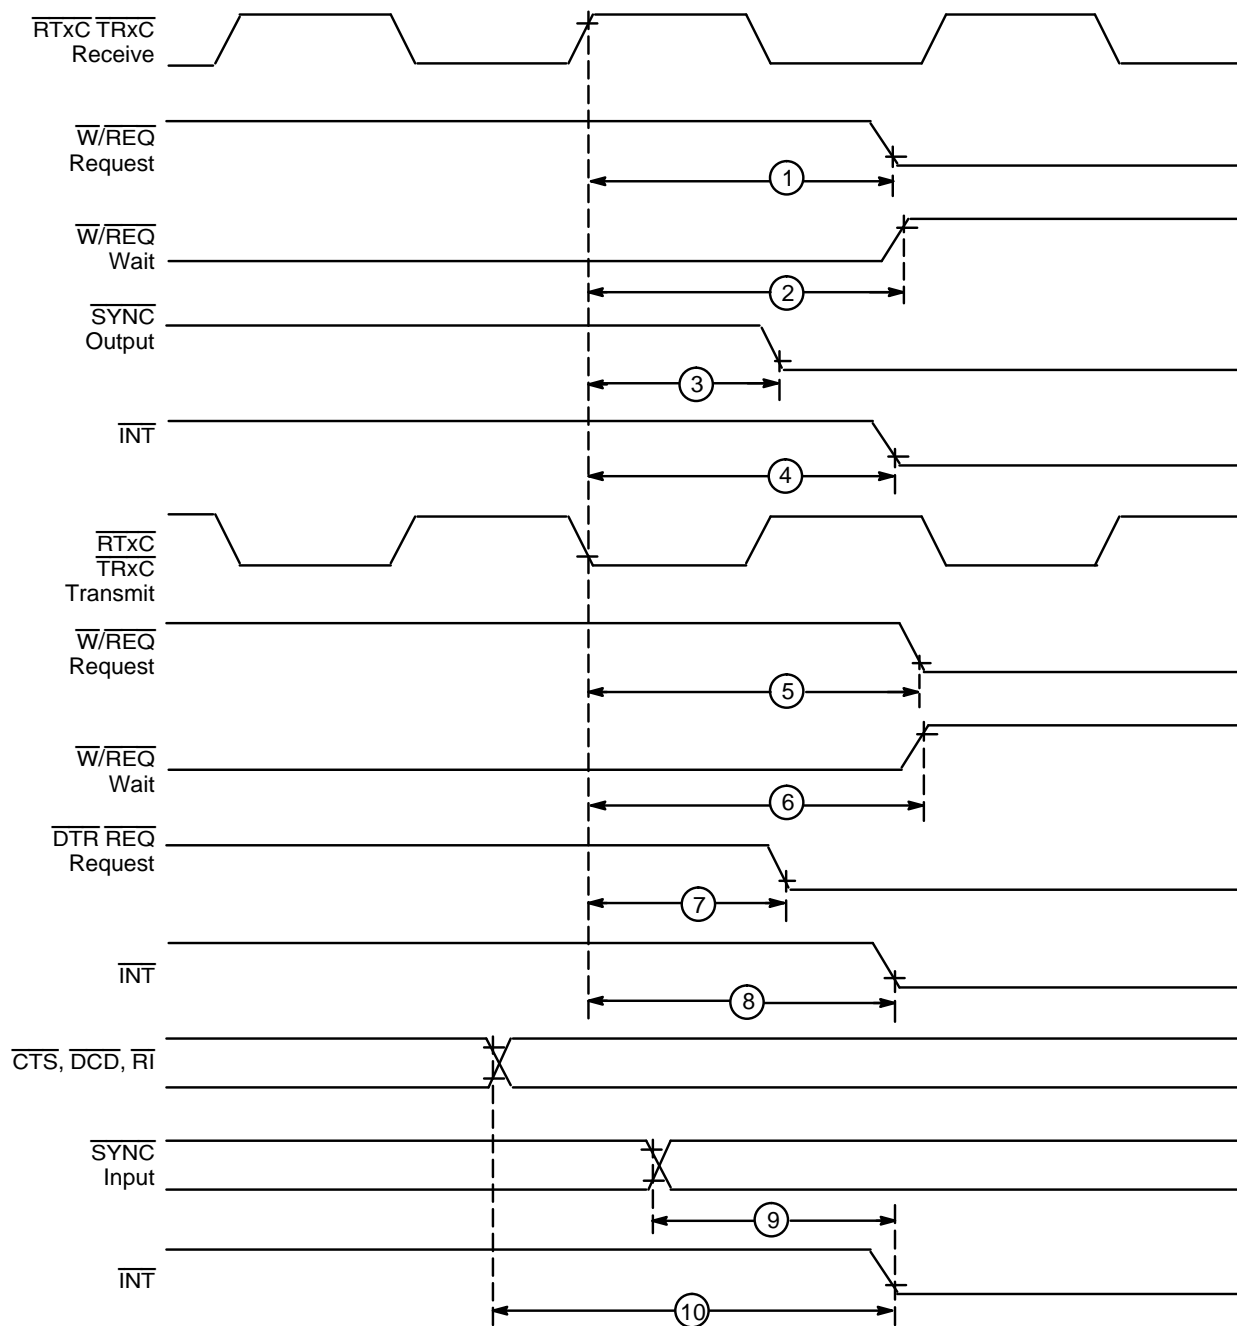 RTxC TRxC
Receive
W/REQ
Request
1
W/REQ
Wait
2
SYNC
Output
3
INT
4
RTxC
TRxC
Transmit
W/REQ
Request
5
W/REQ
Wait
6
DTR REQ
Request
7
INT
8
CTS, DCD, RI
SYNC
Input
9
INT
10